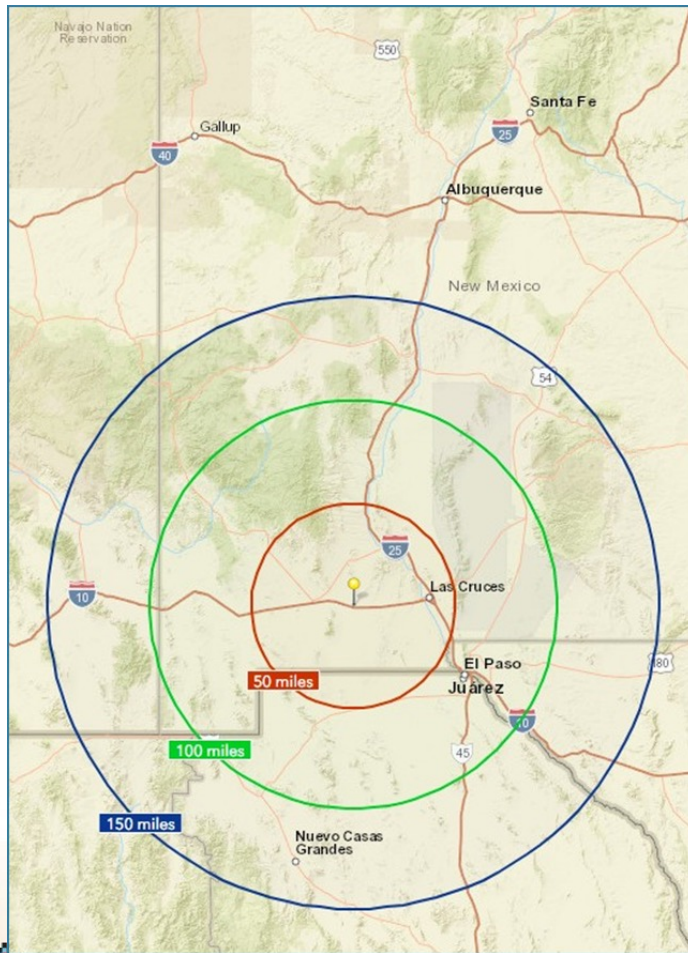 Navajo Nation
Reservation
550
Santa Fe
Gallup
25
40
Albuquerque
New Mexico
54
25
Las Cruces
10
El Paso
180
50 miles
Juárez
10
100 miles
45
150 miles
Nuevo Casas
Grandes